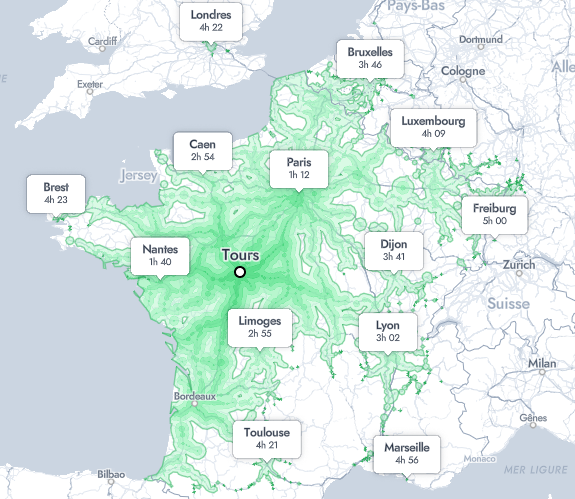 Londres
4h 22
Pays-Bas
Cardiff
Dortmund
Bruxelles
3h 46
Cologne
Alle
Exeter
Luxembourg
4h 09
Caen
2h 54
Jersey
Paris
1h 12
Brest
4h 23
Freiburg
5h 00
Nantes
1h 40
Tours
Dijon
3h 41
Zurich
Suisse
Limoges
2h 55
Lyon
3h 02
Milan
Bordeaux
Gênes
Toulouse
4h 21
Marseille
4h 56
Monaco
MER LIGURE
Bilbao